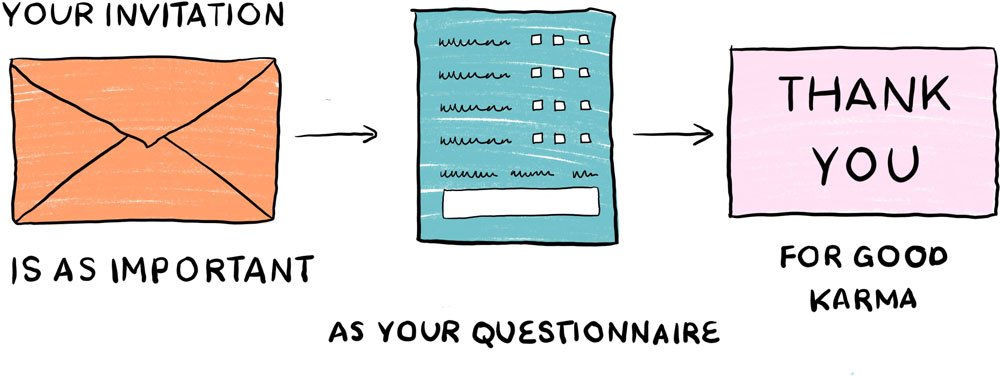 YOUR INVITATION
IS AS IMPORTANT
AS YOUR QUESTIONNAIRE
THANK
YOU
FOR GOOD
KARMA